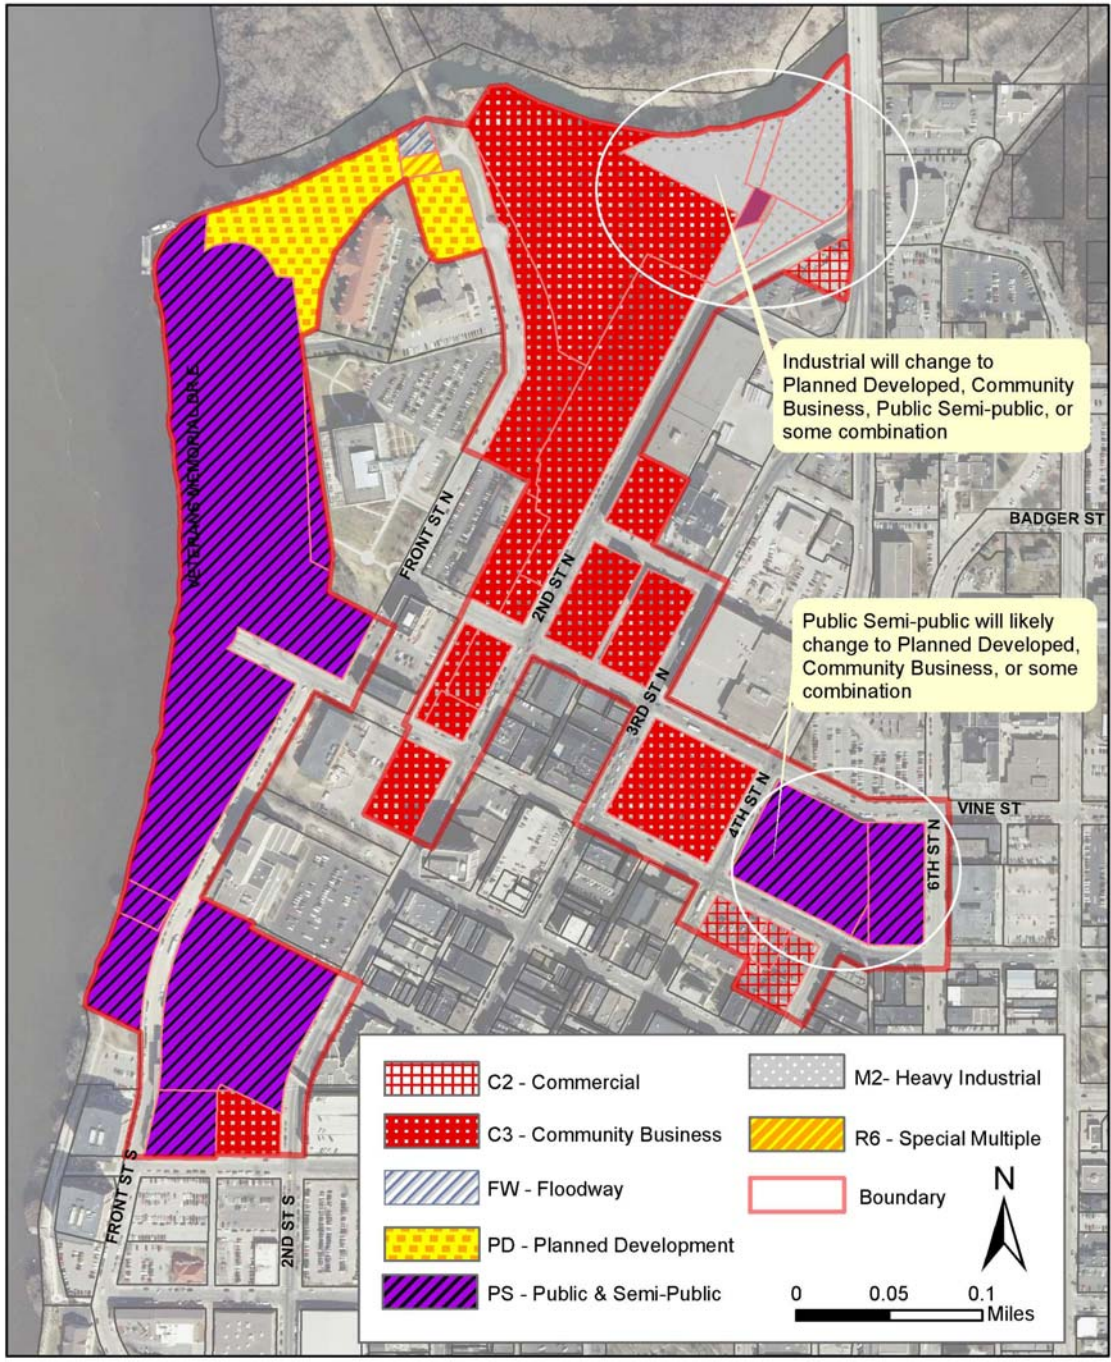 Industrial will change to
Planned Developed, Community
Business, Public Semi-public, or
some combination
BADGER ST
VETERANS MEMORIAL DR E
FRONT ST N
2ND ST N
Public Semi-public will likely
change to Planned Developed,
Community Business, or some
combination
3RD ST N
4TH ST N
VINE ST
6TH ST N
C2 - Commercial
C3 - Community Business
FW - Floodway
PD - Planned Development
PS - Public & Semi-Public
M2- Heavy Industrial
R6 - Special Multiple
Boundary
N
0 0.05 0.1
Miles
FRONT ST S
2ND ST S